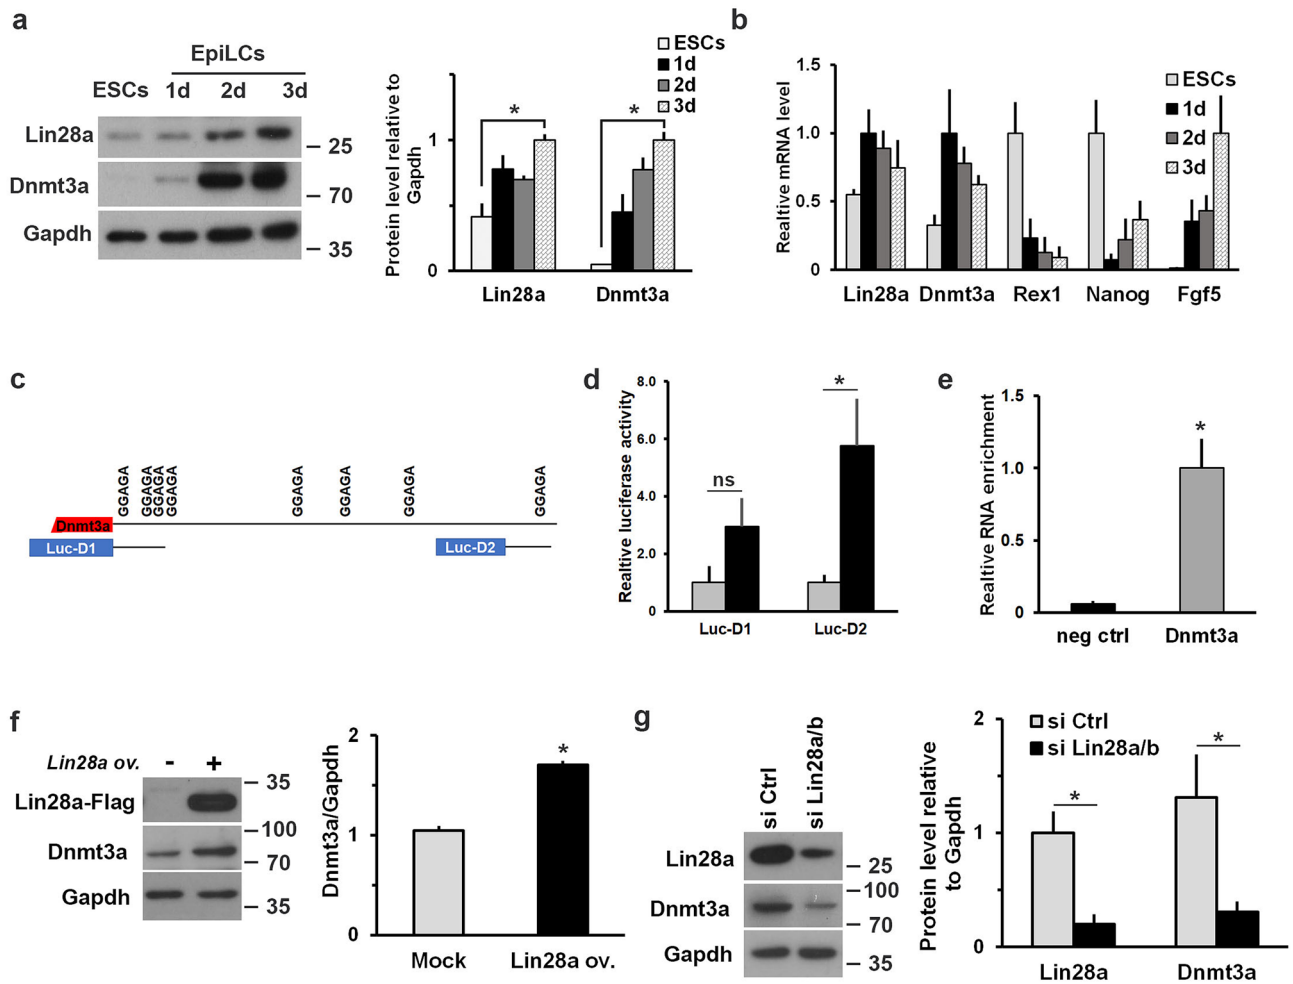 a
EpiLCs
ESCs 1d 2d 3d
Lin28a
– 25
Dnmt3a
– 70
Gapdh
– 35
Protein level relative to
Gapdh
ESCs
1d
2d
3d
1
0
*
*
Lin28a Dnmt3a
b
Realtive mRNA level
1.5
1.0
0.5
0
ESCs
1d
2d
3d
Lin28a Dnmt3a Rex1 Nanog Fgf5
c
GGAGA GGAGA GGAGA GGAGA GGAGA GGAGA GGAGA GGAGA
Dnmt3a
Luc-D1
Luc-D2
d
Realtive luciferase activity
8.0
6.0
4.0
2.0
0
ns
*
Luc-D1 Luc-D2
e
Realtive RNA enrichment
1.5
1.0
0.5
0
*
neg ctrl Dnmt3a
f
Lin28a ov. - +
– 35
Lin28a-Flag
– 100
Dnmt3a
– 70
Gapdh
– 35
Dnmt3a/Gapdh
2
1
0
*
Mock Lin28a ov.
g
si Ctrl
si Lin28a/b
Lin28a
– 25
– 100
Dnmt3a
– 70
Gapdh
– 35
Protein level relative
to Gapdh
2
1
0
si Ctrl
si Lin28a/b
*
*
Lin28a Dnmt3a